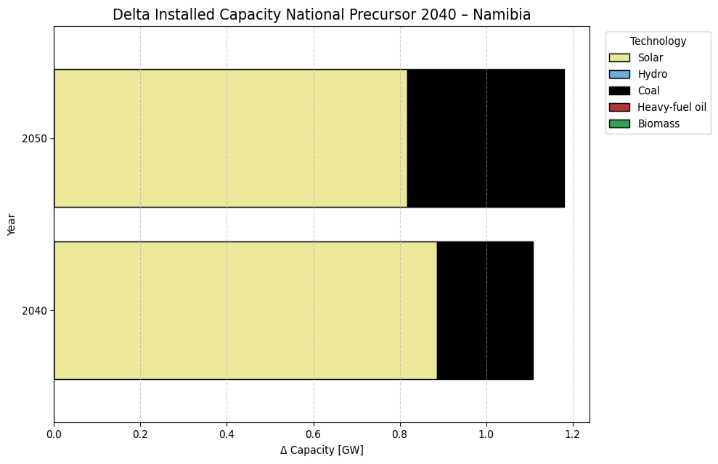 Delta Installed Capacity National Precursor 2040 – Namibia
Technology
Solar
Hydro
Coal
Heavy-fuel oil
Biomass
2050
2040
Year
0.0 0.2 0.4 0.6 0.8 1.0 1.2
Δ Capacity [GW]